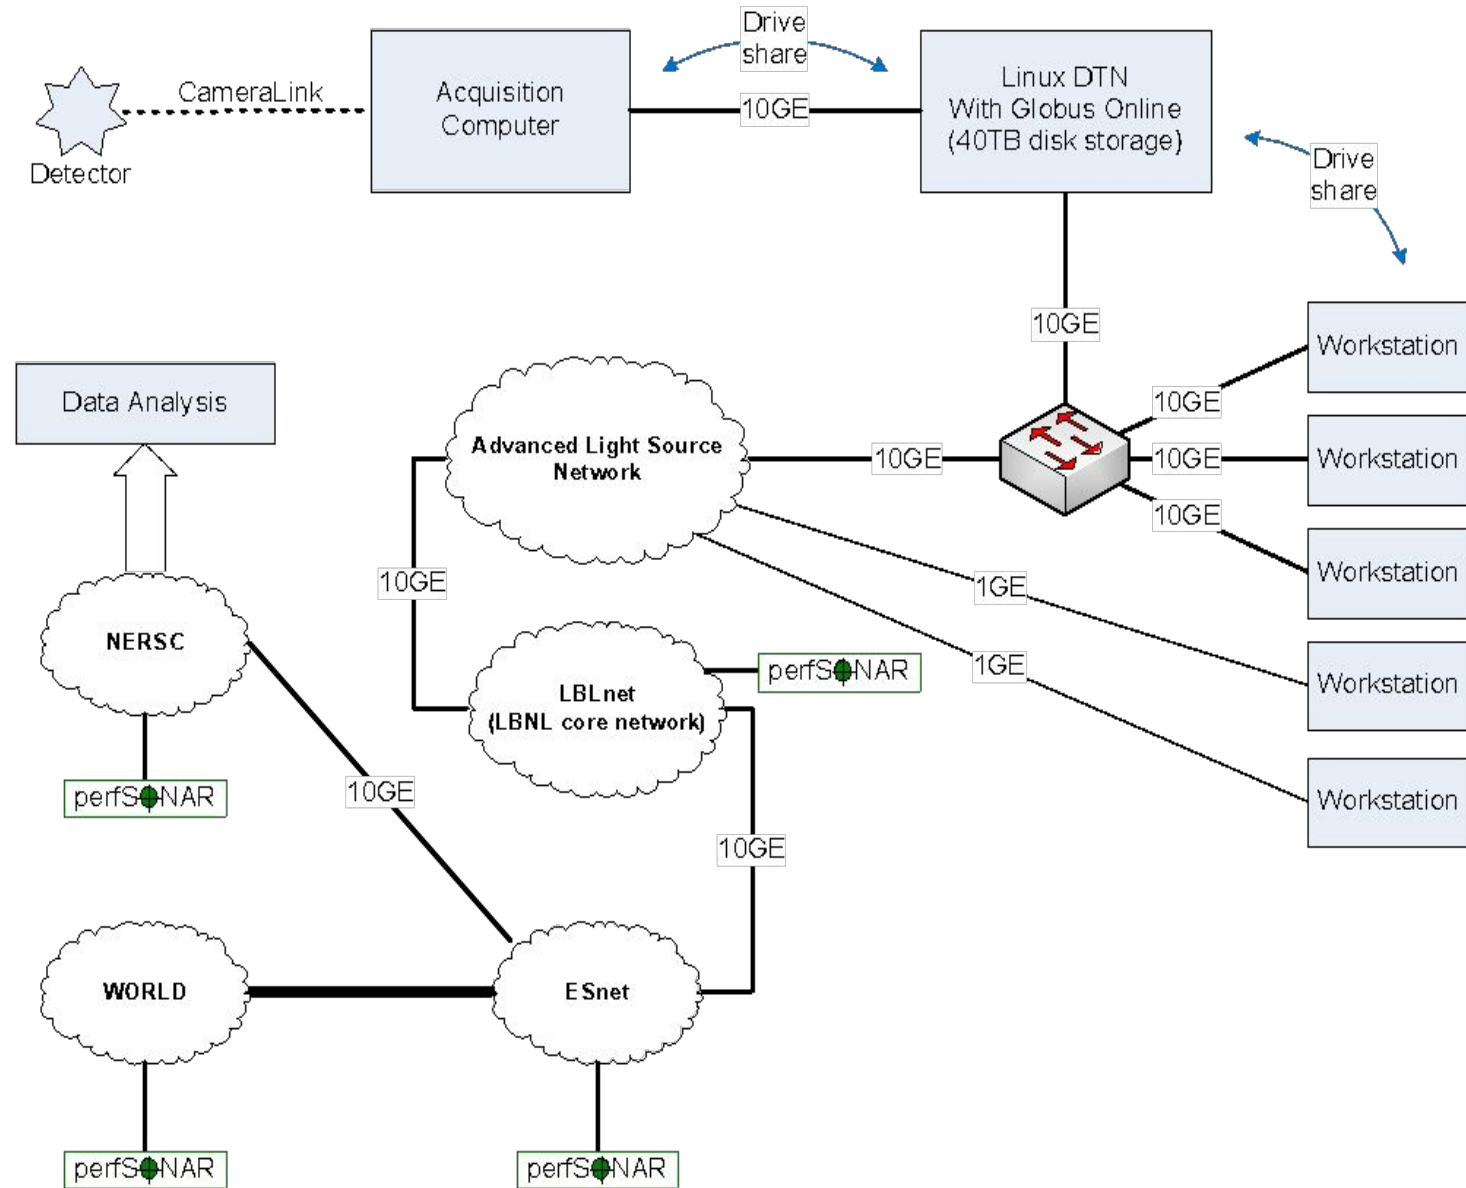 Drive
share
CameraLink
Detector
Acquisition
Computer
10GE
Linux DTN
With Globus Online
(40TB disk storage)
Drive
share
10GE
Workstation
10GE
Data Analysis
Advanced Light Source
Network
10GE
10GE
Workstation
10GE
Workstation
10GE
1GE
NERSC
1GE
perfSONAR
LBLnet
(LBNL core network)
Workstation
perfSONAR
10GE
Workstation
10GE
WORLD
ESnet
perfSONAR
perfSONAR